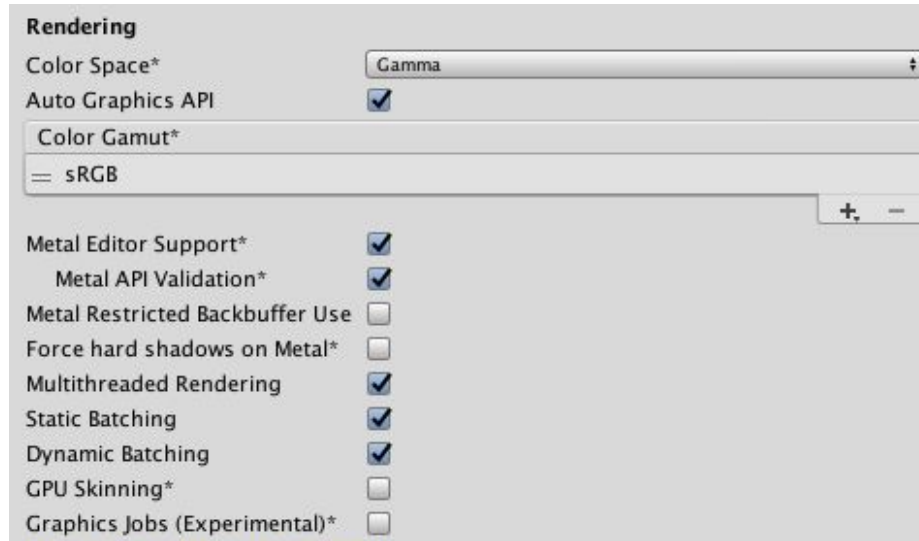 Rendering
Color Space* Gamma
Auto Graphics API
Color Gamut*
= sRGB
Metal Editor Support*
Metal API Validation*
Metal Restricted Backbuffer Use
Force hard shadows on Metal*
Multithreaded Rendering
Static Batching
Dynamic Batching
GPU Skinning*
Graphics Jobs (Experimental)*